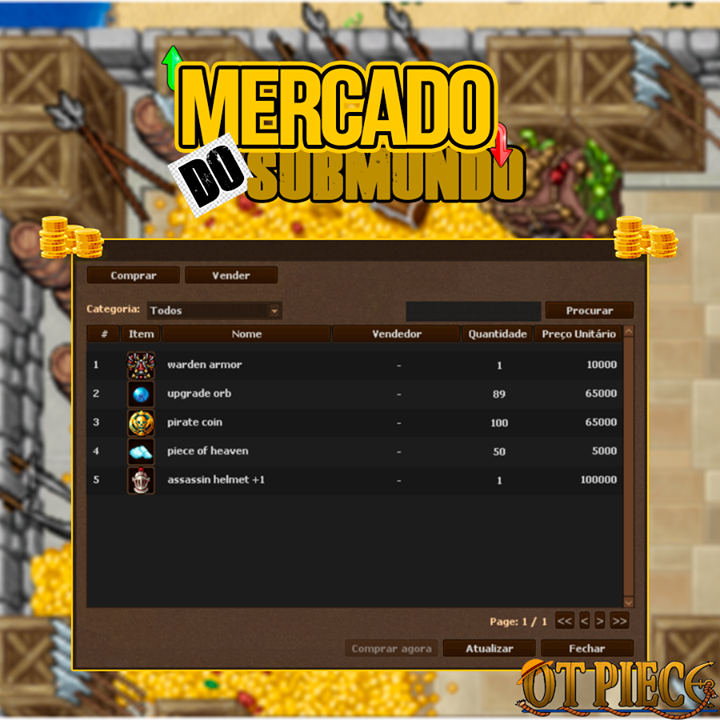 MERCADO
DO SUBMUNDO
Comprar Vender
Categoria: Todos Procurar
# Item Nome Vendedor Quantidade Preço Unitário
1 warden armor - 1 10000
2 upgrade orb - 89 65000
3 pirate coin - 100 65000
4 piece of heaven - 50 5000
5 assassin helmet +1 - 1 100000
Page: 1 / 1 << < > >>
Comprar agora Atualizar Fechar
OT PIECE